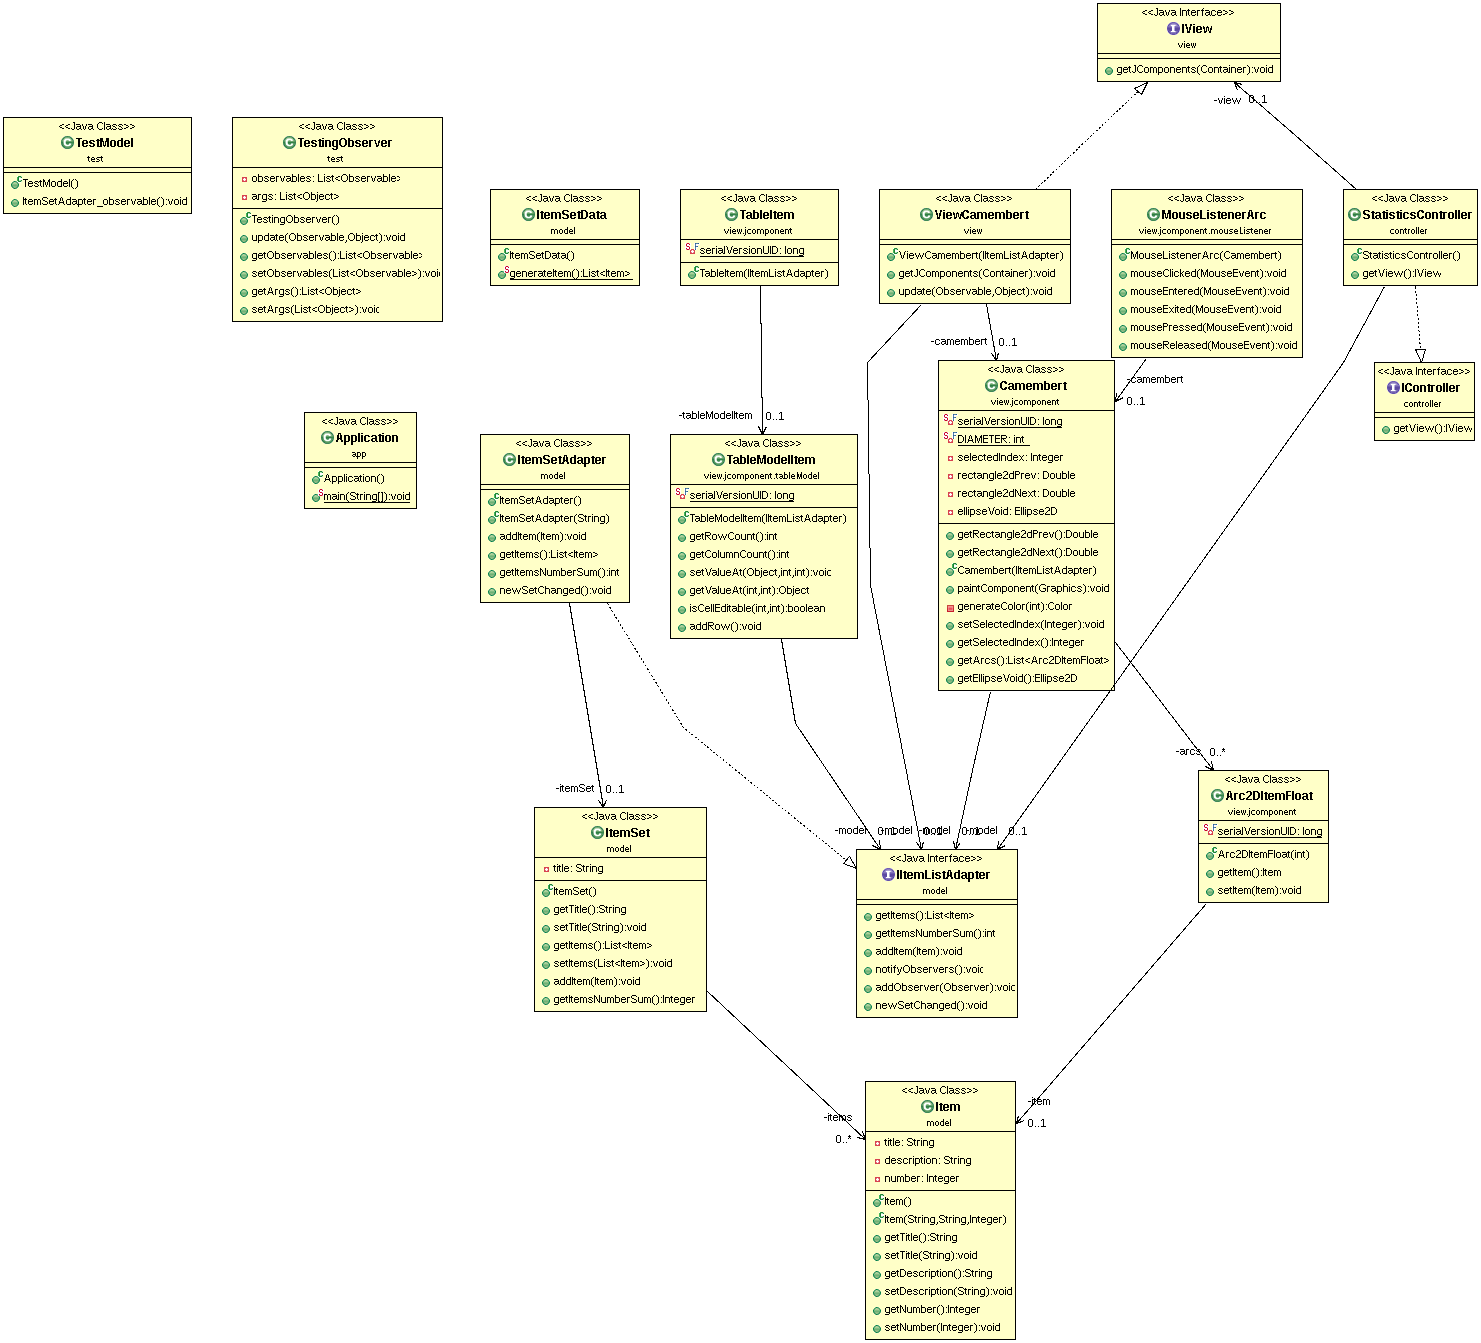 <<Java Interface>>
IView
view
getJComponents(Container):void
-view 0..1
<<Java Class>>
TestModel
test
TestModel()
ItemSetAdapter_observable():void
<<Java Class>>
TestingObserver
test
observables: List<Observable>
args: List<Object>
TestingObserver()
update(Observable,Object):void
getObservables():List<Observable>
setObservables(List<Observable>):void
getArgs():List<Object>
setArgs(List<Object>):void
<<Java Class>>
ItemSetData
model
ItemSetData()
generateItem():List<Item>
<<Java Class>>
TableItem
view.jcomponent
serialVersionUID: long
TableItem(IItemListAdapter)
<<Java Class>>
ViewCamembert
view
ViewCamembert(IItemListAdapter)
getJComponents(Container):void
update(Observable,Object):void
<<Java Class>>
MouseListenerArc
view.jcomponent.mouseListener
MouseListenerArc(Camembert)
mouseClicked(MouseEvent):void
mouseEntered(MouseEvent):void
mouseExited(MouseEvent):void
mousePressed(MouseEvent):void
mouseReleased(MouseEvent):void
<<Java Class>>
StatisticsController
controller
StatisticsController()
getView():IView
-camembert 0..1
-camembert
0..1
<<Java Interface>>
IController
controller
getView():IView
<<Java Class>>
Application
app
Application()
main(String[]):void
<<Java Class>>
ItemSetAdapter
model
ItemSetAdapter()
ItemSetAdapter(String)
addItem(Item):void
getItems():List<Item>
getItemsNumberSum():int
newSetChanged():void
-tableModelItem 0..1
<<Java Class>>
TableModelItem
view.jcomponent.tableModel
serialVersionUID: long
TableModelItem(IItemListAdapter)
getRowCount():int
getColumnCount():int
setValueAt(Object,int,int):void
getValueAt(int,int):Object
isCellEditable(int,int):boolean
addRow():void
<<Java Class>>
Camembert
view.jcomponent
serialVersionUID: long
DIAMETER: int
selectedIndex: Integer
rectangle2dPrev: Double
rectangle2dNext: Double
ellipseVoid: Ellipse2D
getRectangle2dPrev():Double
getRectangle2dNext():Double
Camembert(IItemListAdapter)
paintComponent(Graphics):void
generateColor(int):Color
setSelectedIndex(Integer):void
getSelectedIndex():Integer
getArcs():List<Arc2DItemFloat>
getEllipseVoid():Ellipse2D
-arcs 0..*
<<Java Class>>
Arc2DItemFloat
view.jcomponent
serialVersionUID: long
Arc2DItemFloat(int)
getItem():Item
setItem(Item):void
-itemSet 0..1
<<Java Class>>
ItemSet
model
title: String
ItemSet()
getTitle():String
setTitle(String):void
getItems():List<Item>
setItems(List<Item>):void
addItem(Item):void
getItemsNumberSum():Integer
-model 0..1 -model 0..1 -model 0..1 -model 0..1
<<Java Interface>>
IItemListAdapter
model
getItems():List<Item>
getItemsNumberSum():int
addItem(Item):void
notifyObservers():void
addObserver(Observer):void
newSetChanged():void
-items
0..*
-item
0..1
<<Java Class>>
Item
model
title: String
description: String
number: Integer
Item()
Item(String,String,Integer)
getTitle():String
setTitle(String):void
getDescription():String
setDescription(String):void
getNumber():Integer
setNumber(Integer):void